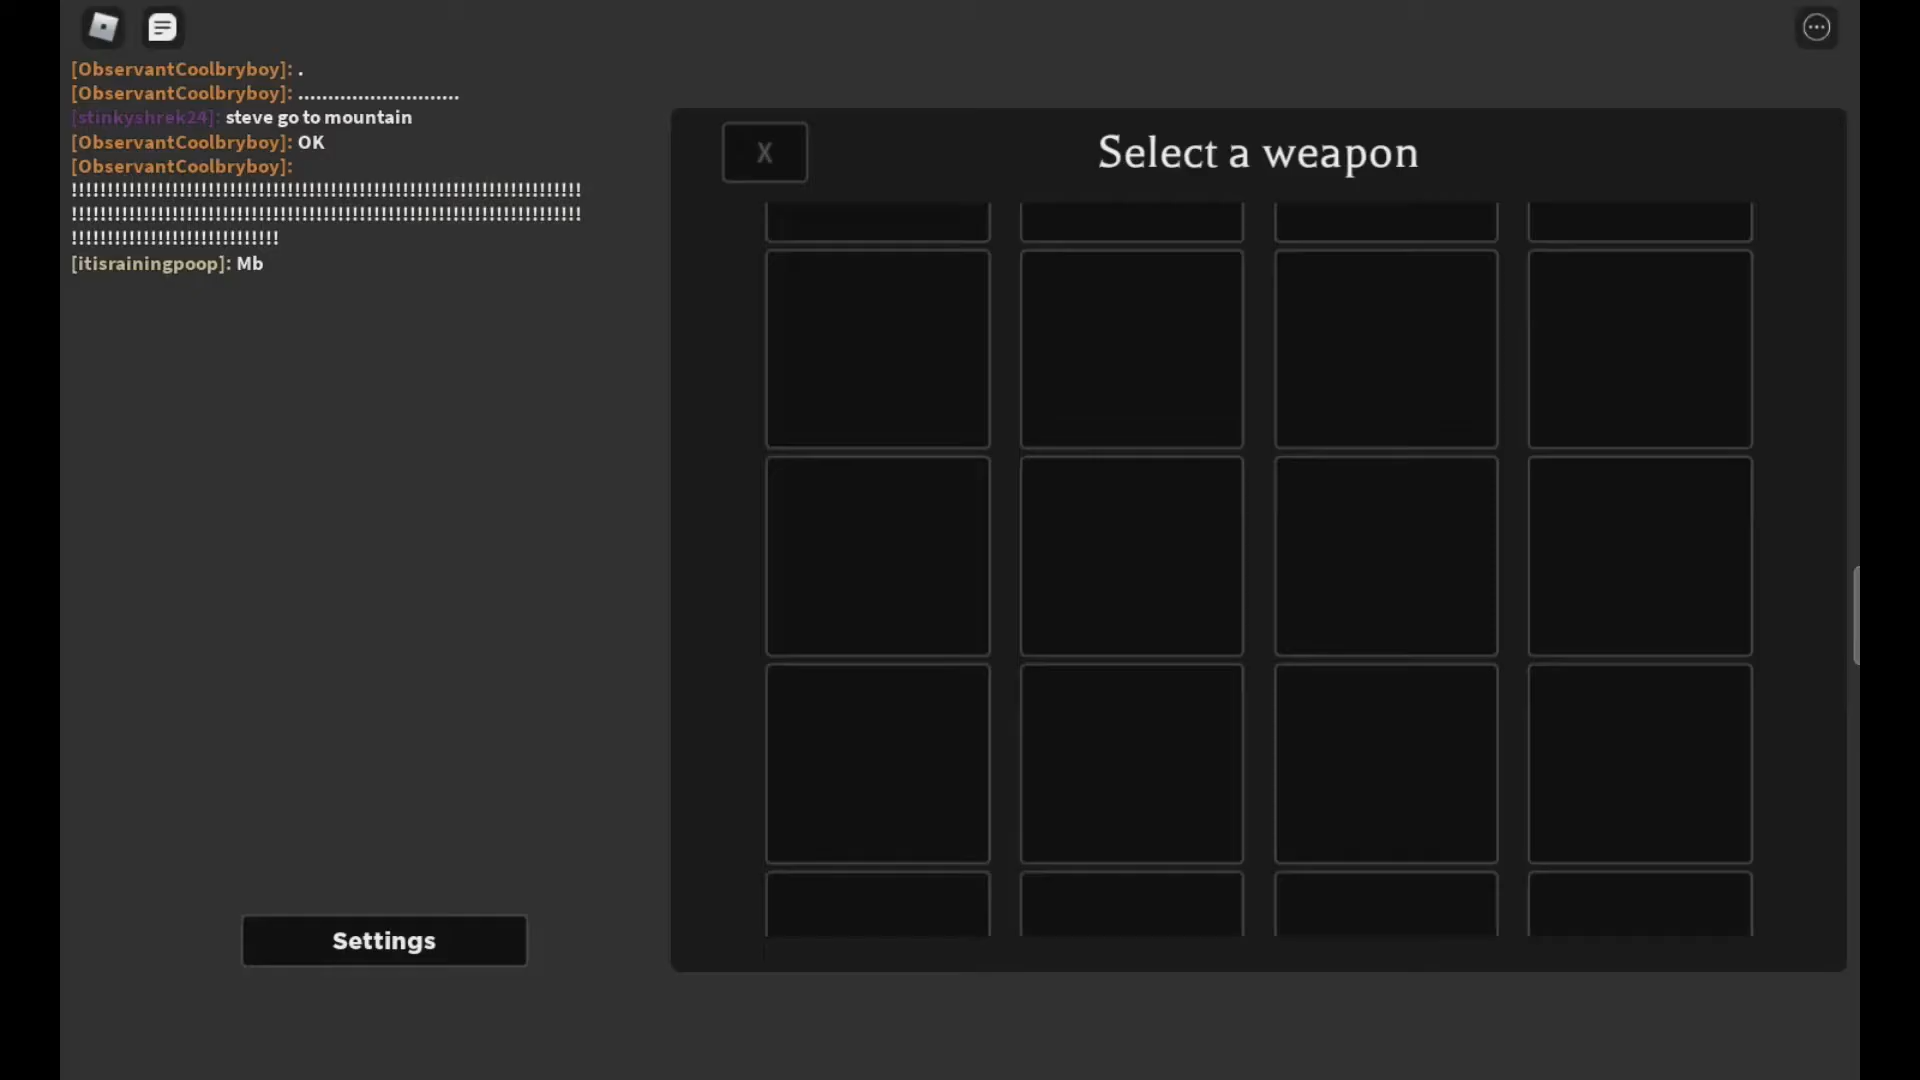 [ObservantCoolbryboy]: .
[ObservantCoolbryboy]: ...........................
[stinkyshrek24]: steve go to mountain
[ObservantCoolbryboy]: OK
[ObservantCoolbryboy]:
!!!!!!!!!!!!!!!!!!!!!!!!!!!!!!!!!!!!!!!!!!!!!!!!!!!!!!!!!!!!!!!!!!!!!!!
!!!!!!!!!!!!!!!!!!!!!!!!!!!!!!!!!!!!!!!!!!!!!!!!!!!!!!!!!!!!!!!!!!!!!!!
!!!!!!!!!!!!!!!!!!!!!!!!!!!!!
[itisrainingpoop]: Mb
X
Select a weapon
Settings